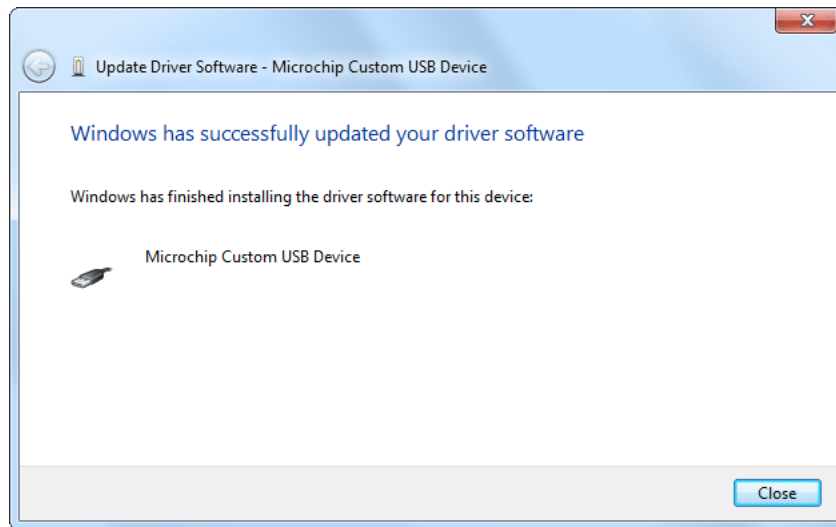 Update Driver Software - Microchip Custom USB Device
Windows has successfully updated your driver software
Windows has finished installing the driver software for this device:
Microchip Custom USB Device
Close